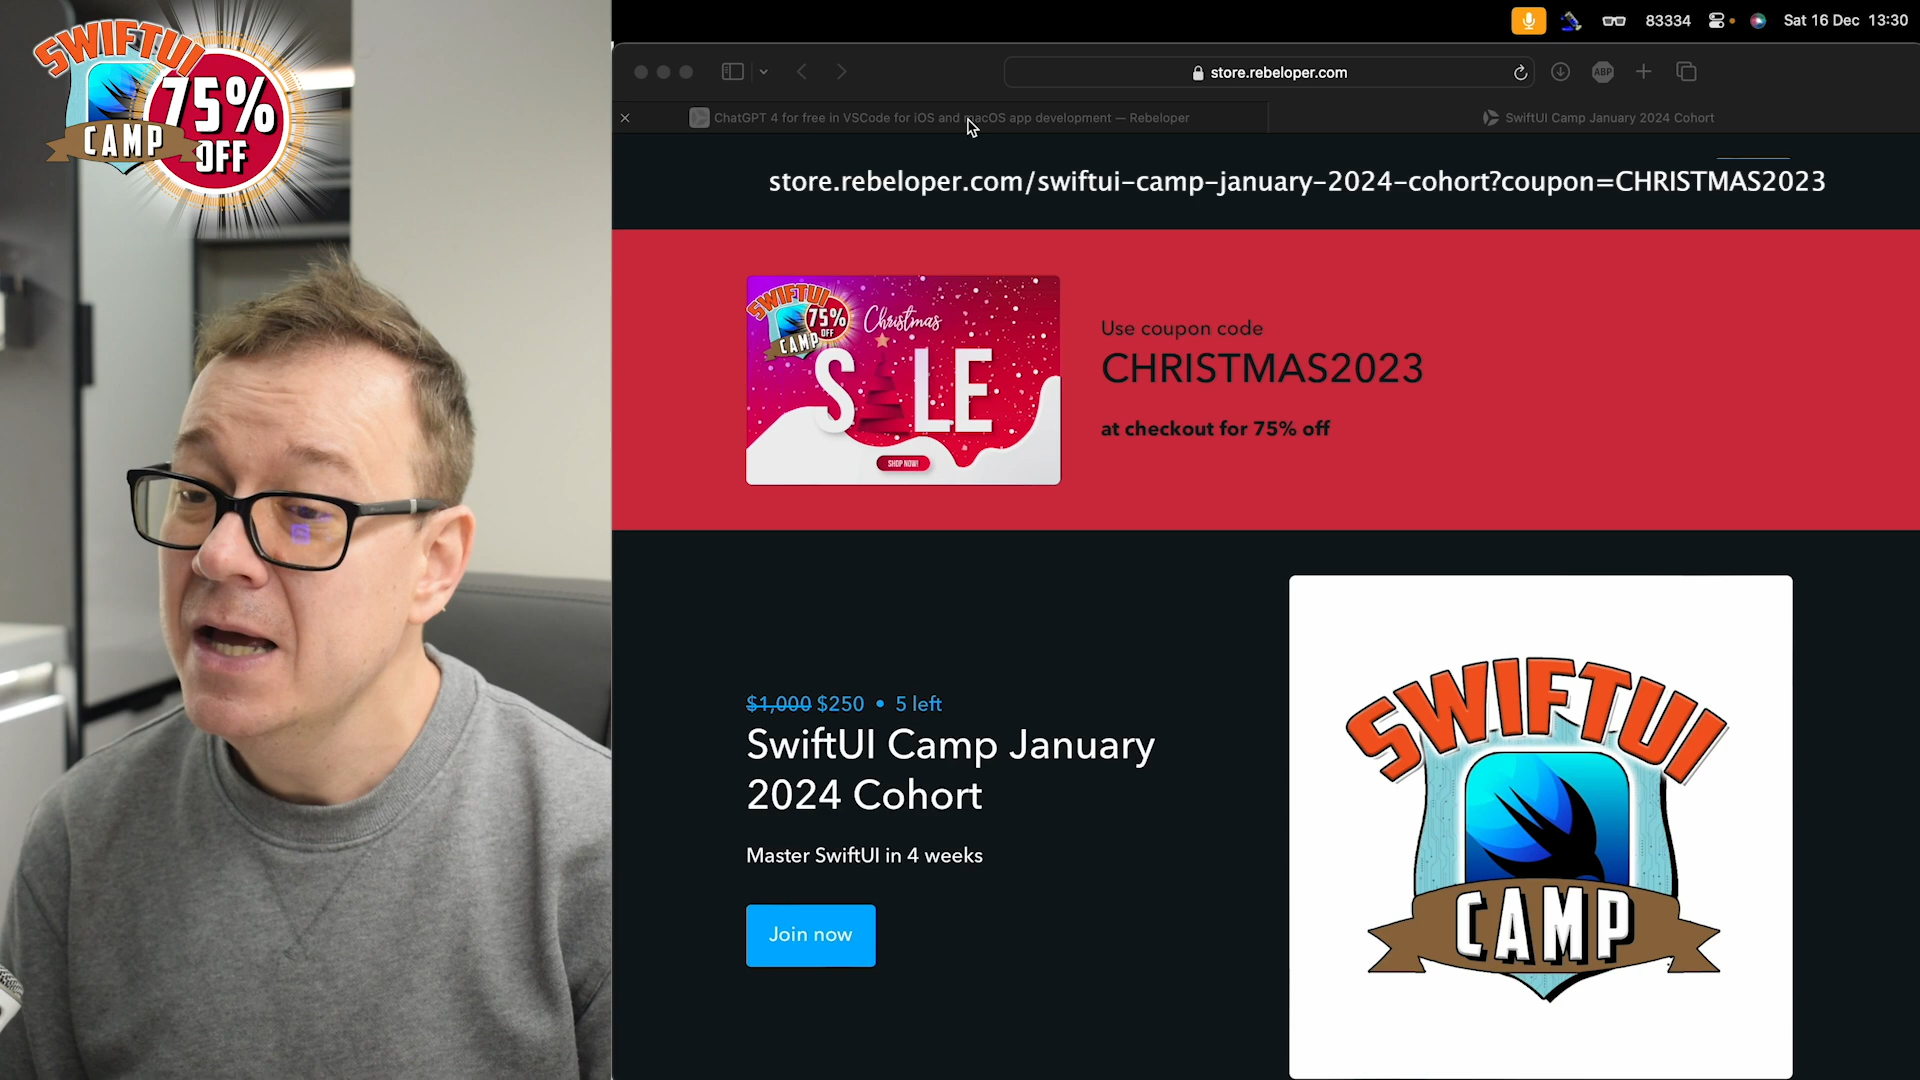 SWIFTUI
75%
OFF
CAMP
83334
Sat 16 Dec 13:30
store.rebeloper.com
ABP
ChatGPT 4 for free in VSCode for iOS and macOS app development — Rebeloper
SwiftUI Camp January 2024 Cohort
store.rebeloper.com/swiftui-camp-january-2024-cohort?coupon=CHRISTMAS2023
SWIFTUI
75%
OFF
CAMP
Christmas
SALE
SHOP NOW!
Use coupon code
CHRISTMAS2023
at checkout for 75% off
$1,000 $250 • 5 left
SwiftUI Camp January
2024 Cohort
Master SwiftUI in 4 weeks
Join now
SWIFTUI
CAMP